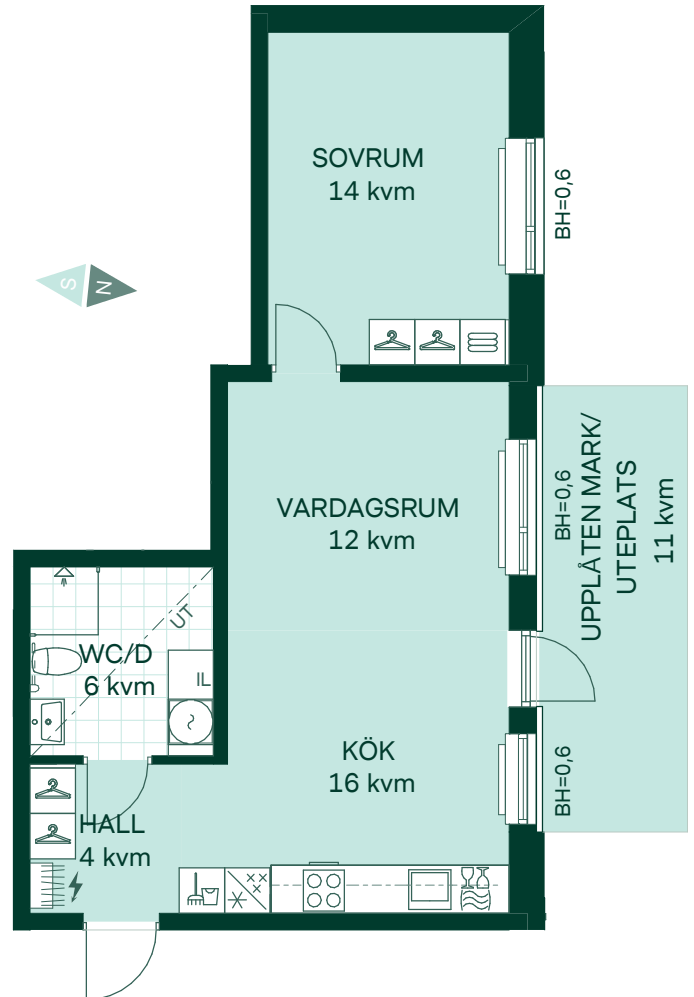 SOVRUM
14 kvm
BH=0,6
S
N
VARDAGSRUM
12 kvm
BH=0,6
UPPLÅTEN MARK/
UTEPLATS
11 kvm
UT
WC/D
6 kvm
IL
KÖK
16 kvm
BH=0,6
HALL
4 kvm